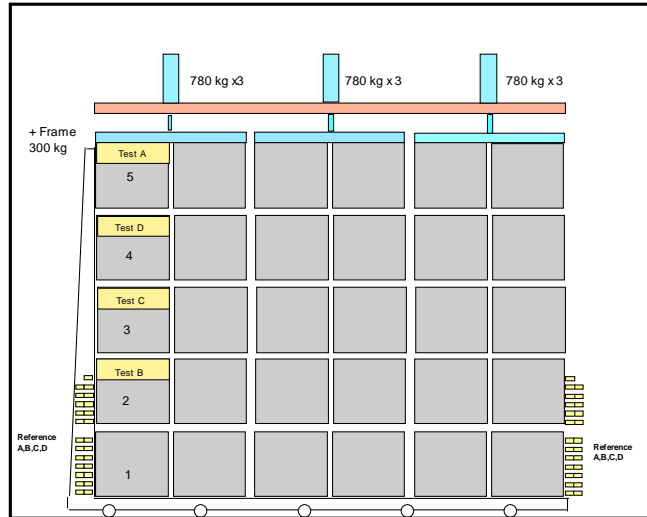 780 kg x3
780 kg x 3
780 kg x 3
+ Frame
300 kg
Test A
5
Test D
4
Test C
3
Test B
2
Reference
A,B,C,D
Reference
A,B,C,D
1